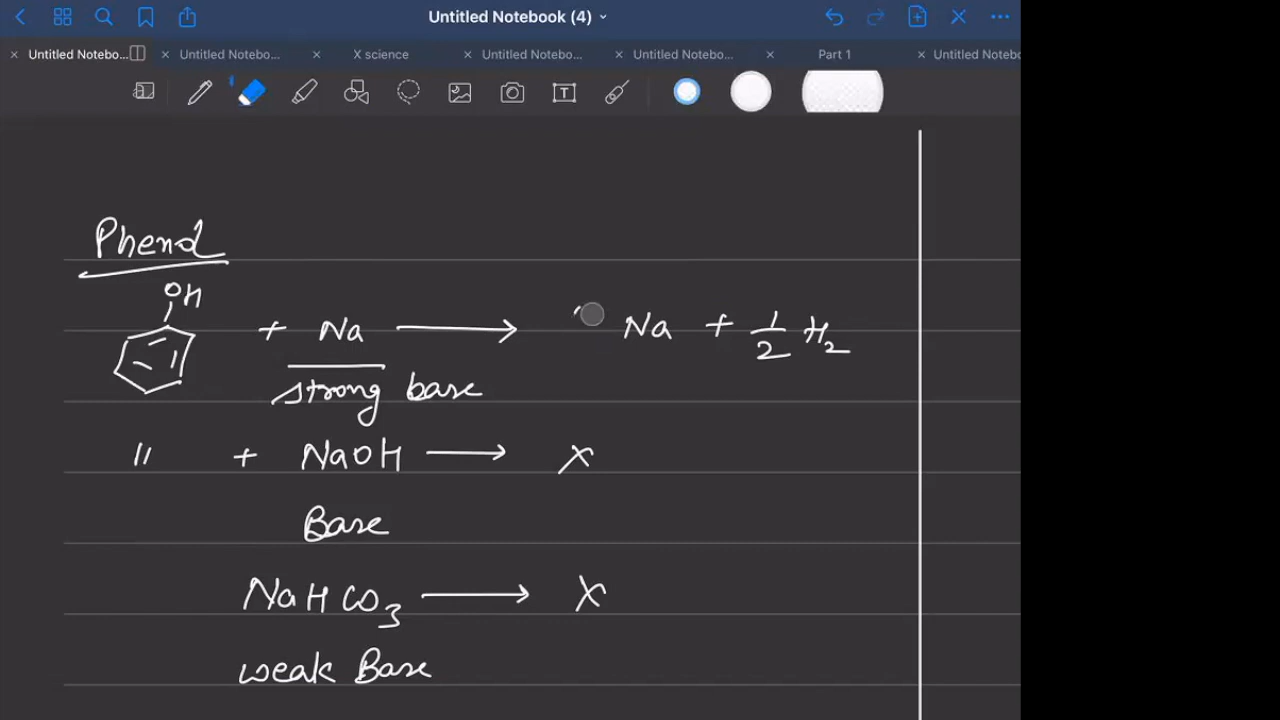 Untitled Notebook (4)
Untitled Notebo...
Untitled Notebo...
X science
Untitled Notebo...
Untitled Notebo...
Part 1
Untitled Notebo
T
Phenol
OH
+ Na ⟶ Na + 1/2 H2
strong base
" + NaOH ⟶ X
Base
NaHCO3 ⟶ X
weak Base